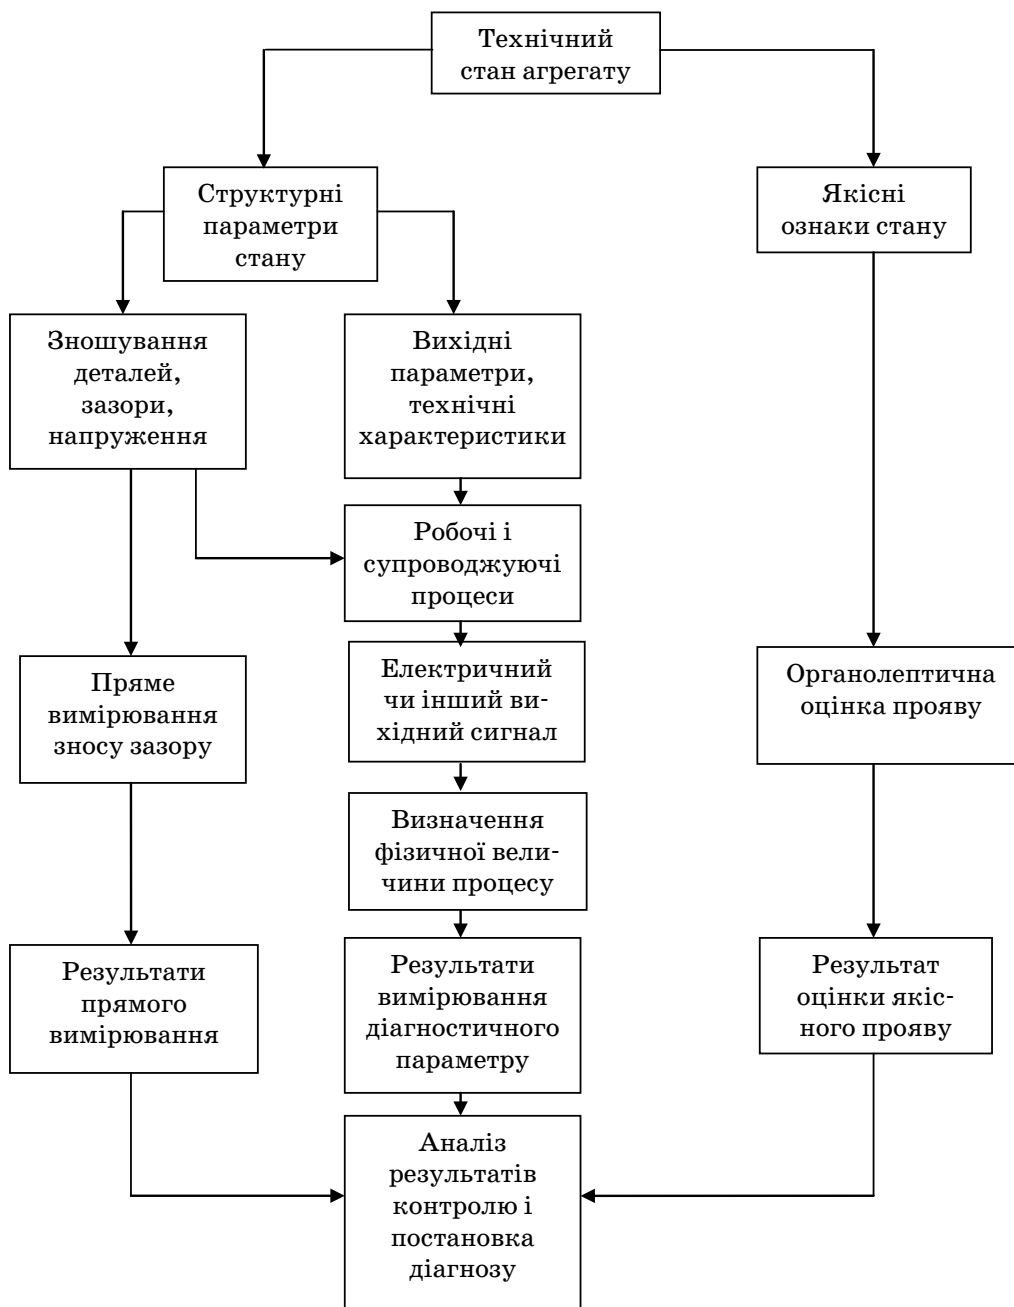 Технічний
стан агрегату
Структурні
параметри
стану
Якісні
ознаки стану
Зношування
деталей,
зазори,
напруження
Вихідні
параметри,
технічні
характеристики
Робочі і
супроводжуючі
процеси
Пряме
вимірювання
зносу зазору
Електричний
чи інший ви-
хідний сигнал
Органолептична
оцінка прояву
Визначення
фізичної вели-
чини процесу
Результати
прямого
вимірювання
Результати
вимірювання
діагностичного
параметру
Результат
оцінки якіс-
ного прояву
Аналіз
результатів
контролю і
постановка
діагнозу